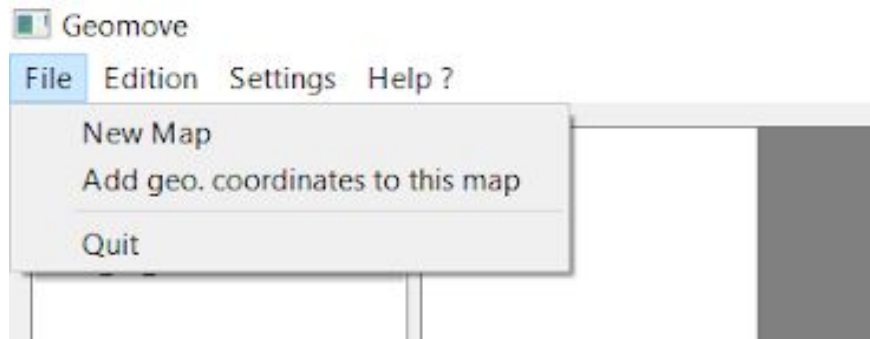 Geomove
File Edition Settings Help ?
New Map
Add geo. coordinates to this map
Quit